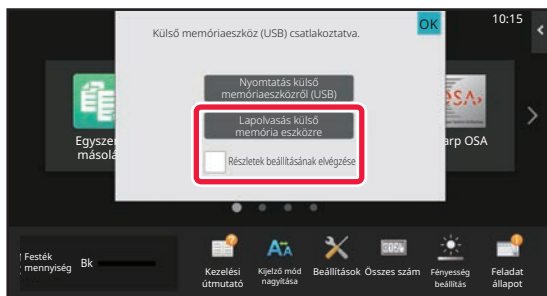 10:15
Külső memóriaeszköz (USB) csatlakoztatva.
OK
Nyomtatás külső
memóriaeszközről (USB)
Lapolvasás külső
memória eszközre
Részletek beállításának elvégzése
Egyszer
másolá
arp OSA
Festék
mennyiség
Bk
Kezelési
útmutató
Kijelző mód
nagyítása
Beállítások
Összes szám
Fényesség
beállítás
Feladat
állapot